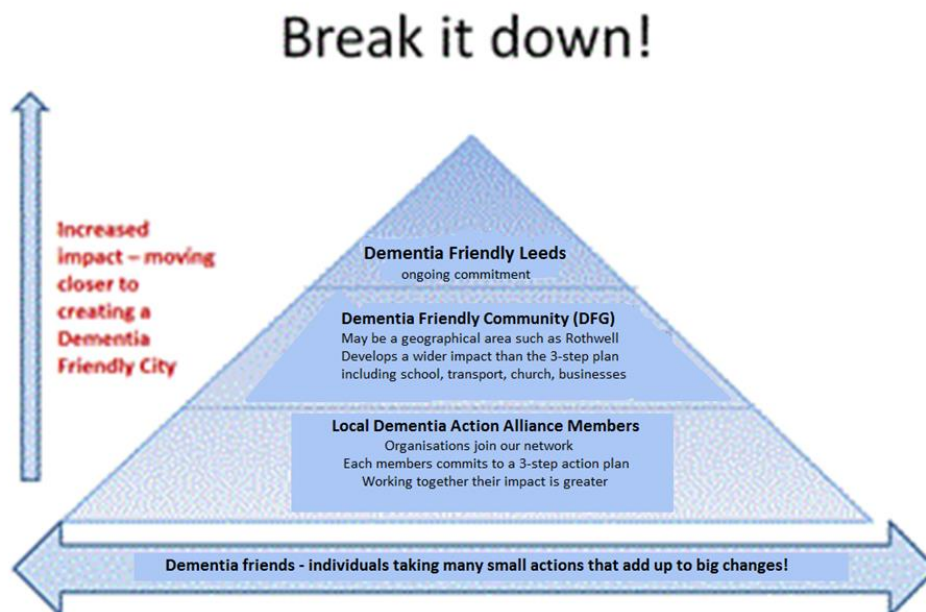 Break it down!
Increased
impact – moving
closer to
creating a
Dementia
Friendly City
Dementia Friendly Leeds
ongoing commitment
Dementia Friendly Community (DFG)
May be a geographical area such as Rothwell
Develops a wider impact than the 3-step plan
including school, transport, church, businesses
Local Dementia Action Alliance Members
Organisations join our network
Each members commits to a 3-step action plan
Working together their impact is greater
Dementia friends - individuals taking many small actions that add up to big changes!